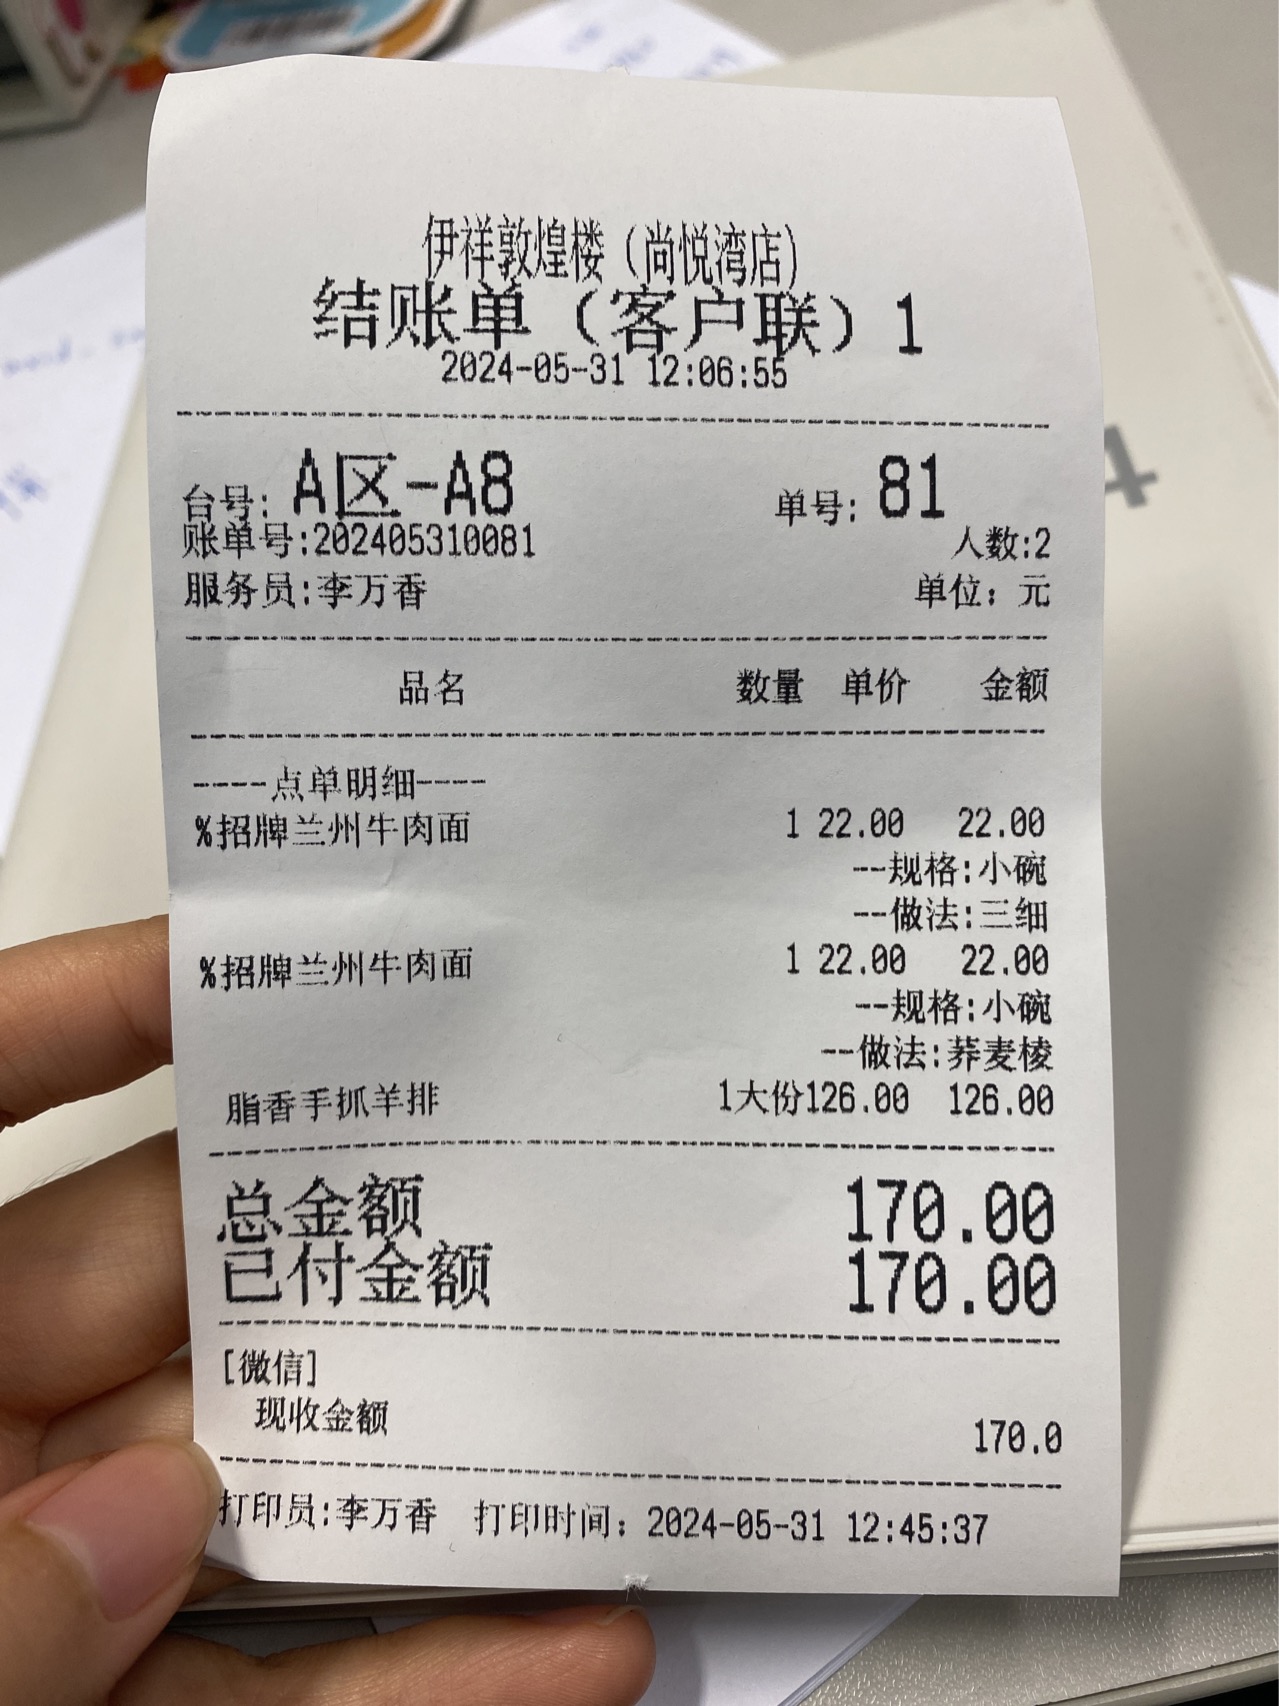 伊祥敦煌楼（尚悦湾店）
结账单（客户联）1
2024-05-31 12:06:55
台号: A区-A8 单号: 81
账单号:202405310081 人数:2
服务员:李万香 单位：元
品名 数量 单价 金额
----点单明细----
%招牌兰州牛肉面 1 22.00 22.00
--规格:小碗
--做法:三细
%招牌兰州牛肉面 1 22.00 22.00
--规格:小碗
--做法:荞麦棱
脂香手抓羊排 1大份126.00 126.00
总金额 170.00
已付金额 170.00
[微信]
现收金额 170.0
打印员:李万香 打印时间：2024-05-31 12:45:37
4